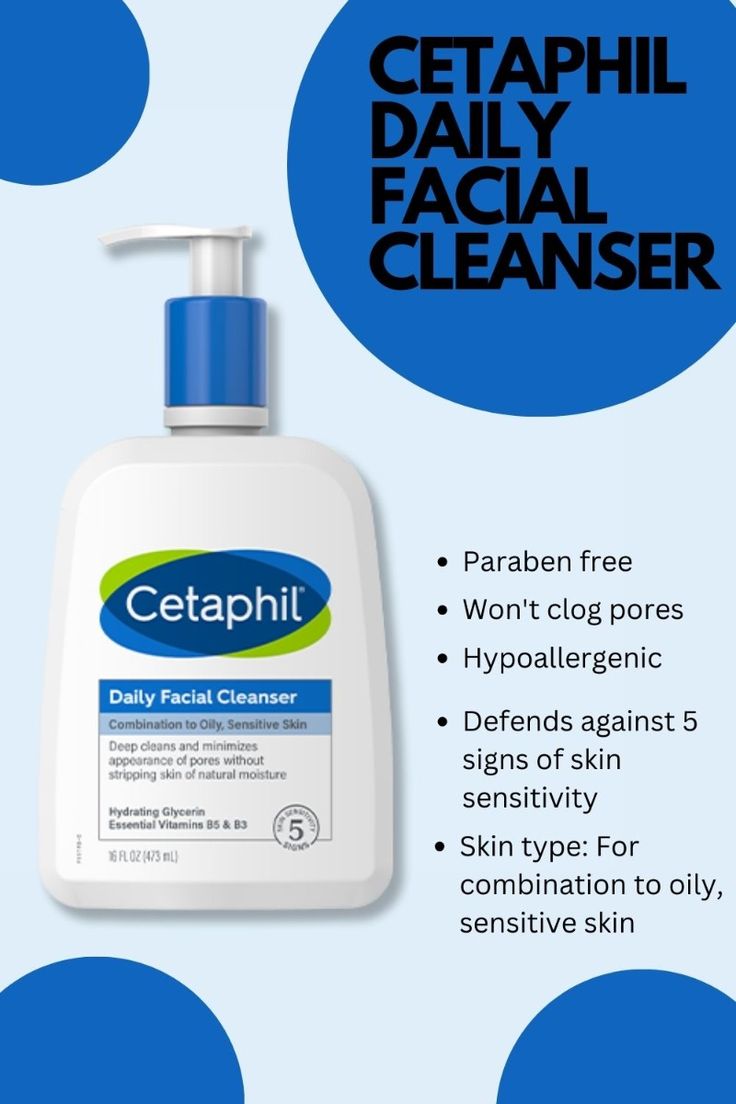 CETAPHIL
DAILY
FACIAL
CLEANSER
Cetaphil®
Daily Facial Cleanser
Combination to Oily, Sensitive Skin
Deep cleans and minimizes
appearance of pores without
stripping skin of natural moisture
Hydrating Glycerin
Essential Vitamins B5 & B3
SKIN SENSITIVITY
5
SIGNS
16 FL OZ (473 mL)
• Paraben free
• Won't clog pores
• Hypoallergenic
• Defends against 5
signs of skin
sensitivity
• Skin type: For
combination to oily,
sensitive skin